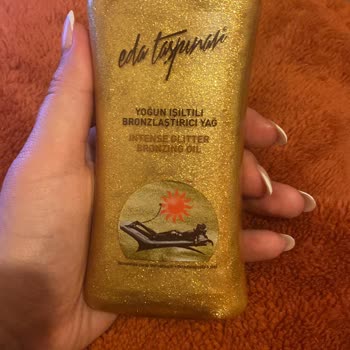 eda taşpınar
YOĞUN IŞILTILI
BRONZLAŞTIRICI YAĞ
INTENSE GLITTER
BRONZING OIL